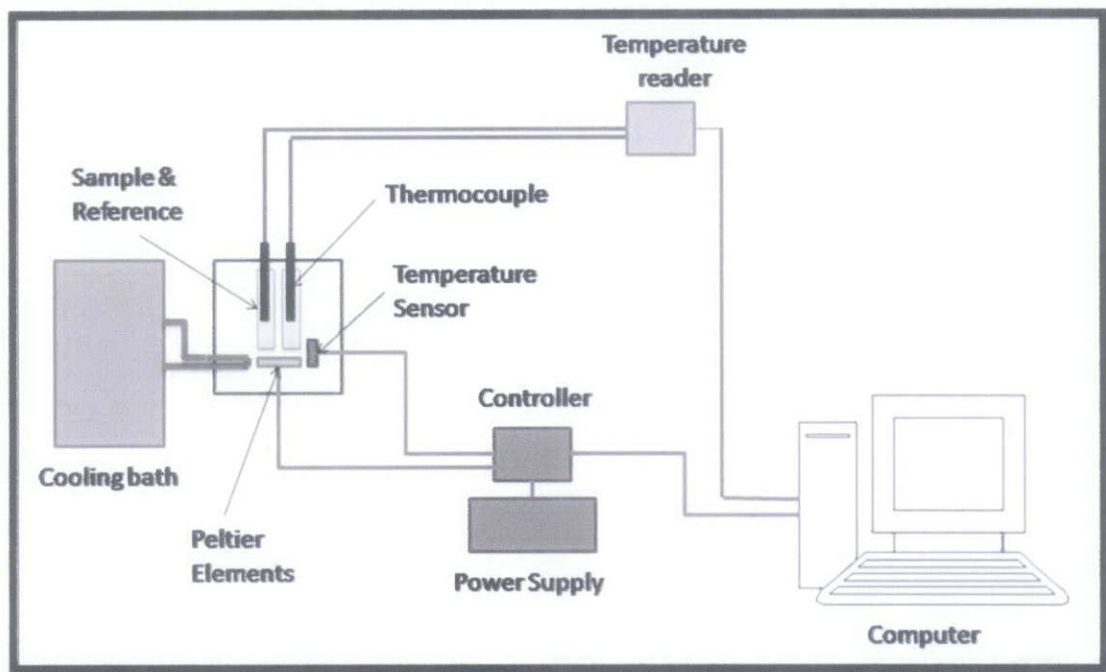 Temperature
reader
Sample &
Reference
Thermocouple
Temperature
Sensor
Controller
Cooling bath
Peltier
Elements
Power Supply
Computer